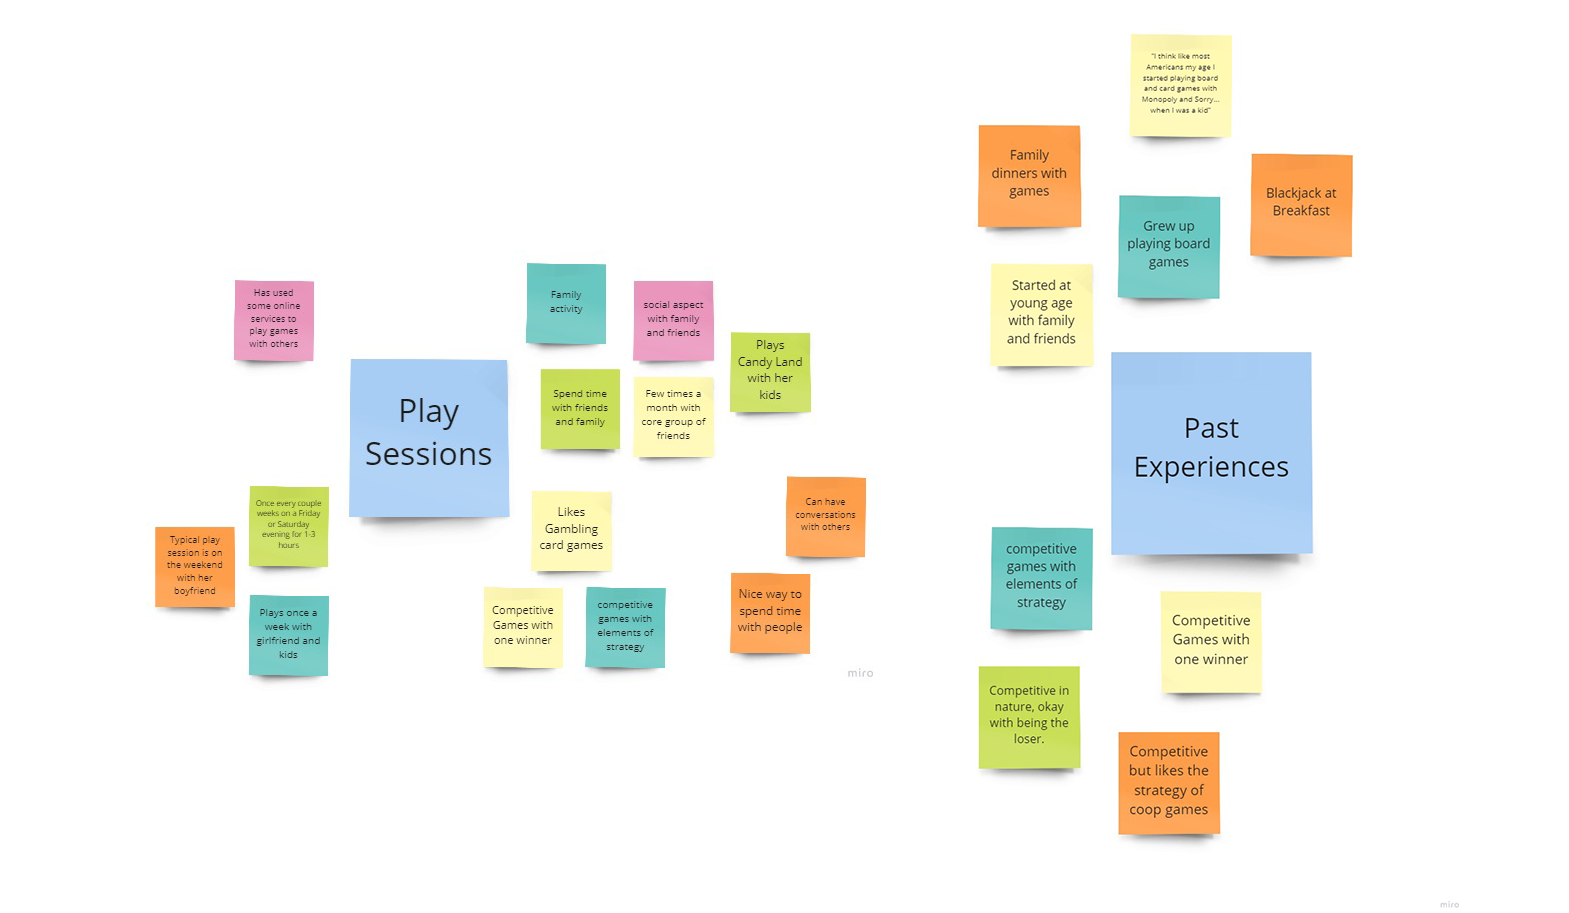 Has used
some online
services to
play games
with others
Family
activity
social aspect
with family
and friends
Plays
Candy Land
with her
kids
Play
Sessions
Spend time
with friends
and family
Few times a
month with
core group of
friends
Once every couple
weeks on a Friday
or Saturday
evening for 1-3
hours
Typical play
session is on
the weekend
with her
boyfriend
Plays once a
week with
girlfriend and
kids
Likes
Gambling
card games
Competitive
Games with
one winner
competitive
games with
elements of
strategy
Can have
conversations
with others
Nice way to
spend time
with people
miro
"I think like most
Americans my age I
started playing board
and card games with
Monopoly and Sorry...
when I was a kid"
Family
dinners with
games
Blackjack at
Breakfast
Grew up
playing board
games
Started at
young age
with family
and friends
Past
Experiences
competitive
games with
elements of
strategy
Competitive
Games with
one winner
Competitive in
nature, okay
with being the
loser.
Competitive
but likes the
strategy of
coop games
miro